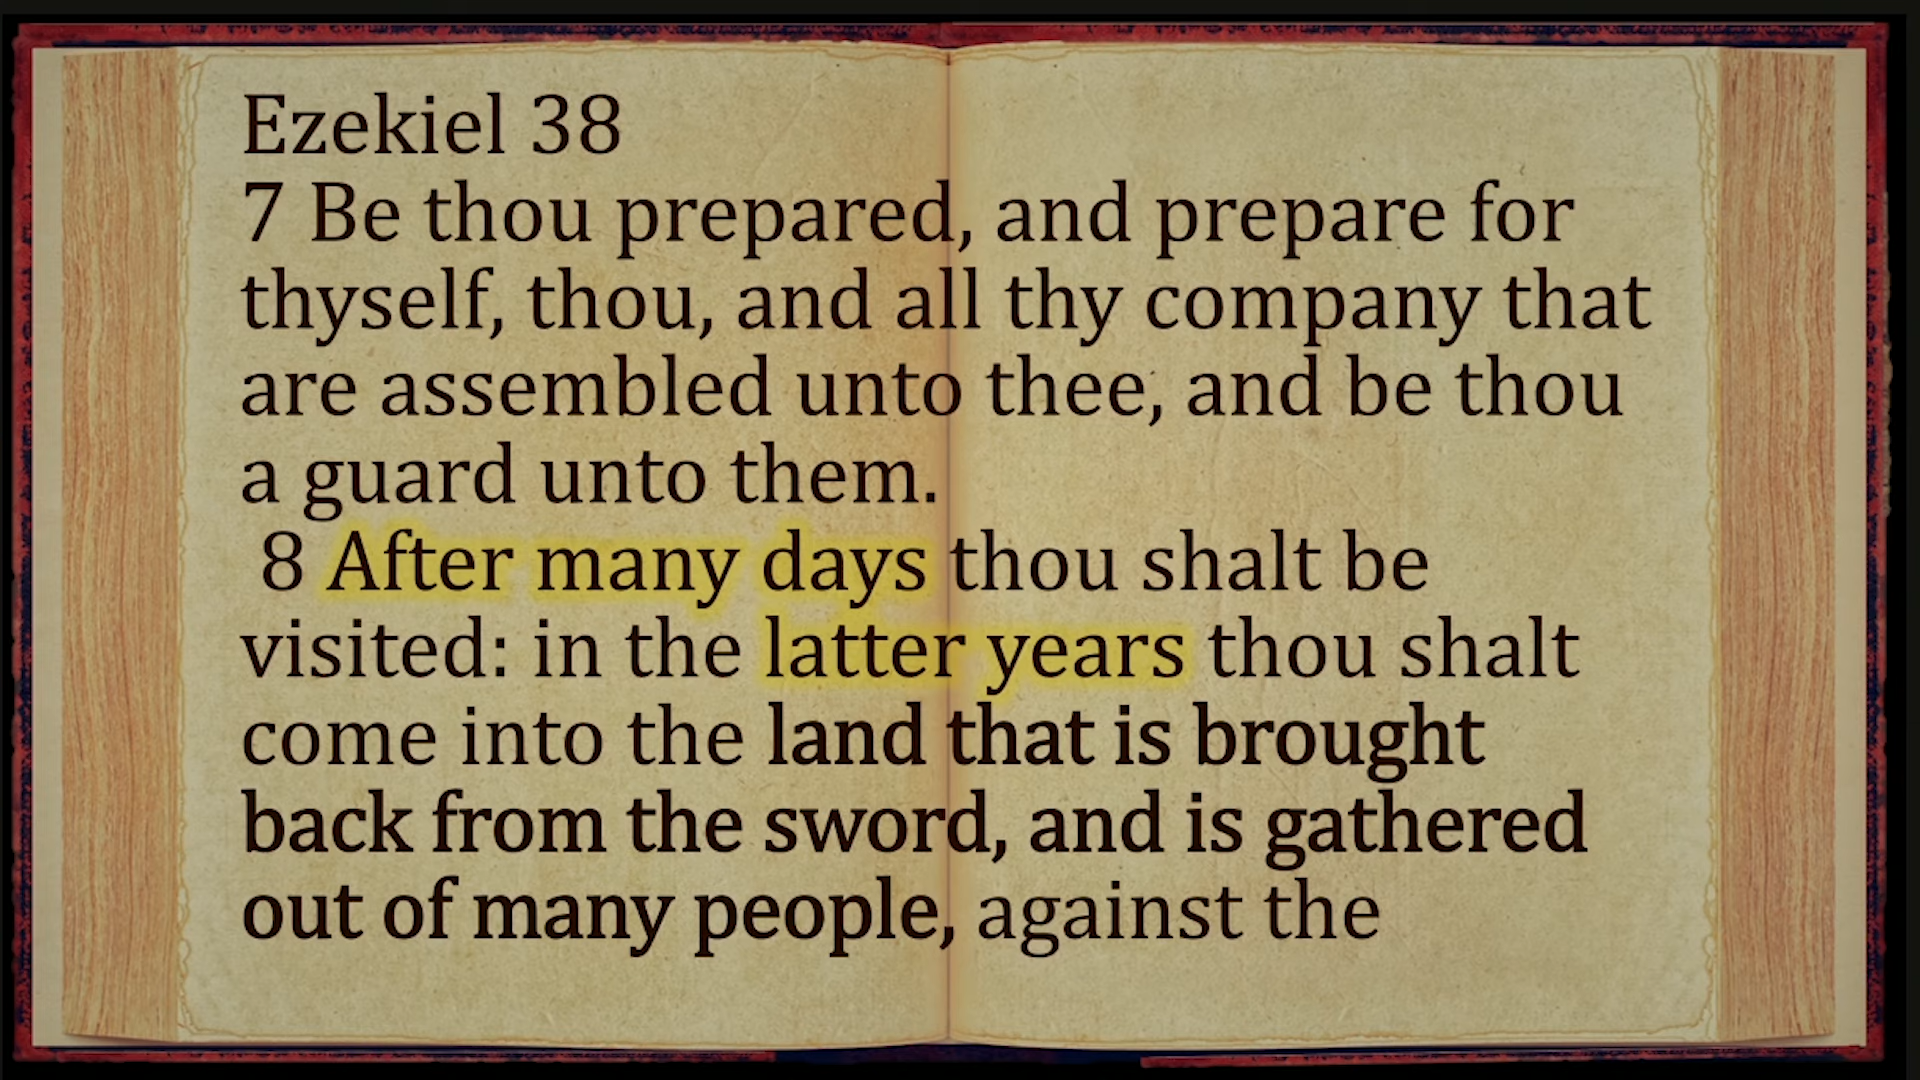 Ezekiel 38
7 Be thou prepared, and prepare for
thyself, thou, and all thy company that
are assembled unto thee, and be thou
a guard unto them.
8 After many days thou shalt be
visited: in the latter years thou shalt
come into the land that is brought
back from the sword, and is gathered
out of many people, against the